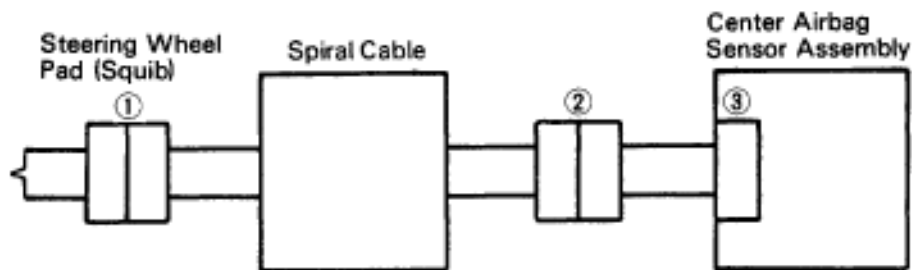 Steering Wheel
Pad (Squib)
①
Spiral Cable
②
Center Airbag
Sensor Assembly
③